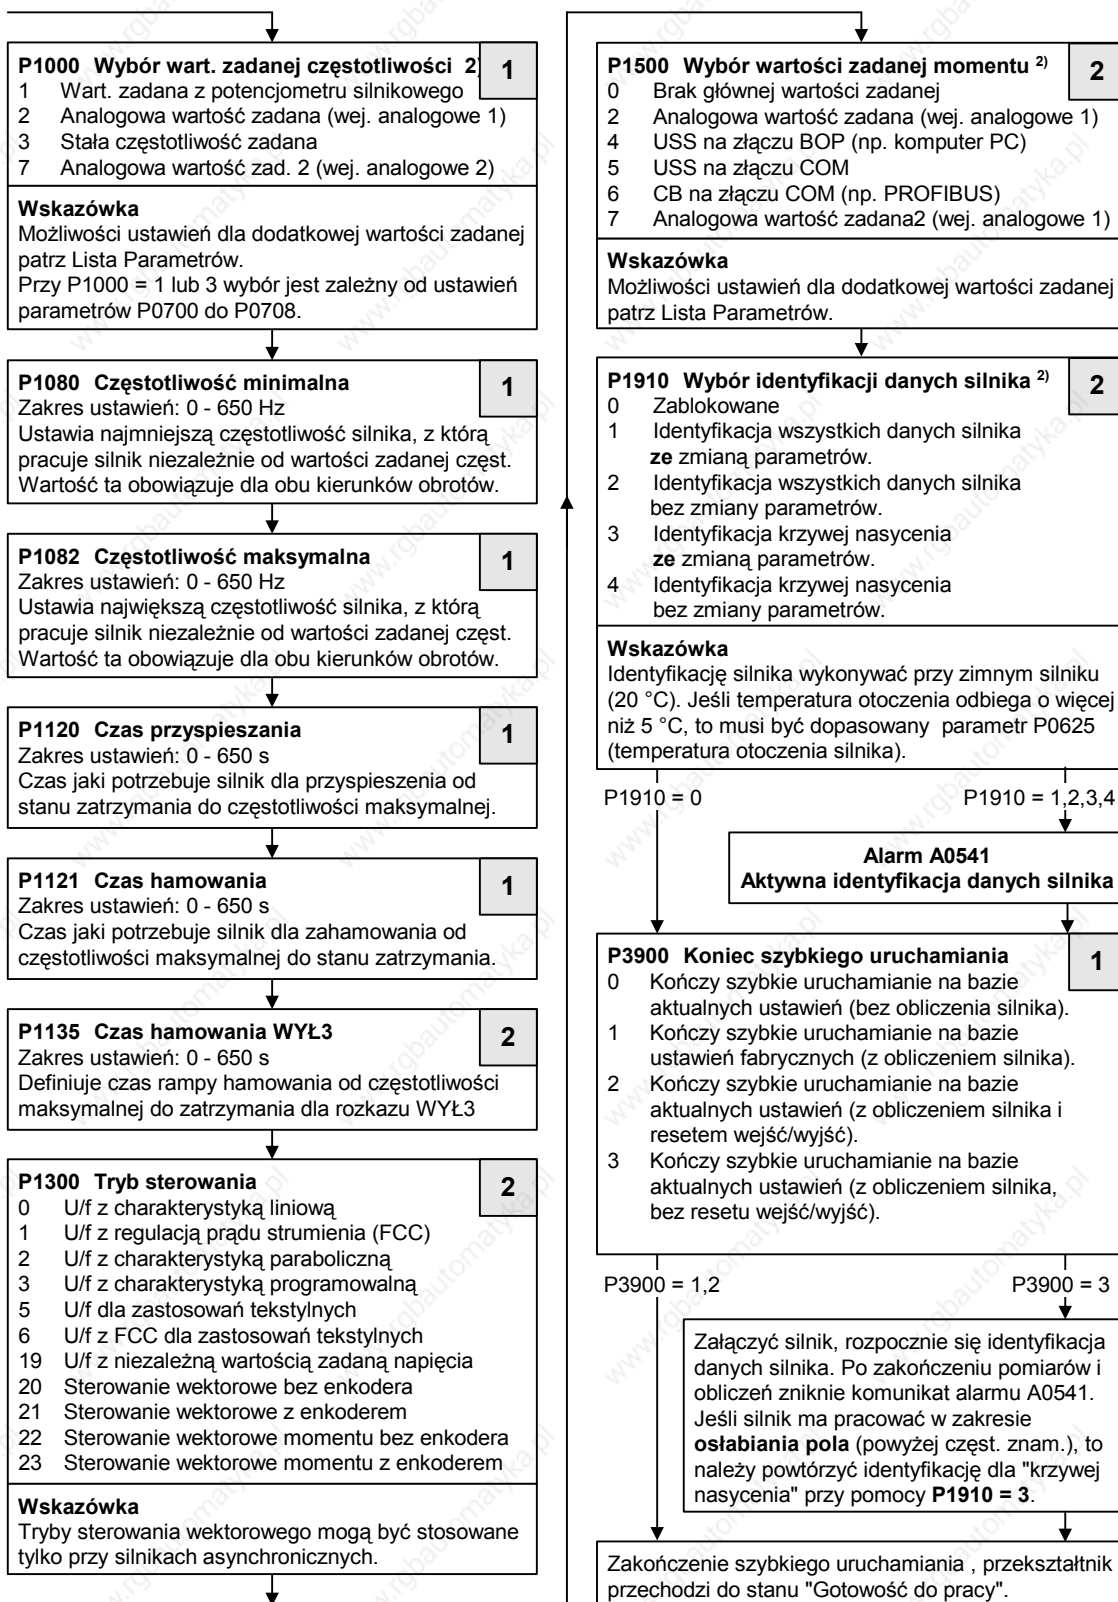 P1000 Wybór wart. zadanej częstotliwości 2)
1
1 Wart. zadana z potencjometru silnikowego
2 Analogowa wartość zadana (wej. analogowe 1)
3 Stała częstotliwość zadana
7 Analogowa wartość zad. 2 (wej. analogowe 2)
Wskazówka
Możliwości ustawień dla dodatkowej wartości zadanej
patrz Lista Parametrów.
Przy P1000 = 1 lub 3 wybór jest zależny od ustawień
parametrów P0700 do P0708.
P1080 Częstotliwość minimalna
1
Zakres ustawień: 0 - 650 Hz
Ustawia najmniejszą częstotliwość silnika, z którą
pracuje silnik niezależnie od wartości zadanej częst.
Wartość ta obowiązuje dla obu kierunków obrotów.
P1082 Częstotliwość maksymalna
1
Zakres ustawień: 0 - 650 Hz
Ustawia największą częstotliwość silnika, z którą
pracuje silnik niezależnie od wartości zadanej częst.
Wartość ta obowiązuje dla obu kierunków obrotów.
P1120 Czas przyspieszania
1
Zakres ustawień: 0 - 650 s
Czas jaki potrzebuje silnik dla przyspieszenia od
stanu zatrzymania do częstotliwości maksymalnej.
P1121 Czas hamowania
1
Zakres ustawień: 0 - 650 s
Czas jaki potrzebuje silnik dla zahamowania od
częstotliwości maksymalnej do stanu zatrzymania.
P1135 Czas hamowania WYŁ3
2
Zakres ustawień: 0 - 650 s
Definiuje czas rampy hamowania od częstotliwości
maksymalnej do zatrzymania dla rozkazu WYŁ3
P1300 Tryb sterowania
2
0 U/f z charakterystyką liniową
1 U/f z regulacją prądu strumienia (FCC)
2 U/f z charakterystyką paraboliczną
3 U/f z charakterystyką programowalną
5 U/f dla zastosowań tekstylnych
6 U/f z FCC dla zastosowań tekstylnych
19 U/f z niezależną wartością zadaną napięcia
20 Sterowanie wektorowe bez enkodera
21 Sterowanie wektorowe z enkoderem
22 Sterowanie wektorowe momentu bez enkodera
23 Sterowanie wektorowe momentu z enkoderem
Wskazówka
Tryby sterowania wektorowego mogą być stosowane
tylko przy silnikach asynchronicznych.
P1500 Wybór wartości zadanej momentu 2)
2
0 Brak głównej wartości zadanej
2 Analogowa wartość zadana (wej. analogowe 1)
4 USS na złączu BOP (np. komputer PC)
5 USS na złączu COM
6 CB na złączu COM (np. PROFIBUS)
7 Analogowa wartość zadana2 (wej. analogowe 1)
Wskazówka
Możliwości ustawień dla dodatkowej wartości zadanej
patrz Lista Parametrów.
P1910 Wybór identyfikacji danych silnika 2)
2
0 Zablokowane
1 Identyfikacja wszystkich danych silnika
ze zmianą parametrów.
2 Identyfikacja wszystkich danych silnika
bez zmiany parametrów.
3 Identyfikacja krzywej nasycenia
ze zmianą parametrów.
4 Identyfikacja krzywej nasycenia
bez zmiany parametrów.
Wskazówka
Identyfikację silnika wykonywać przy zimnym silniku
(20 °C). Jeśli temperatura otoczenia odbiega o więcej
niż 5 °C, to musi być dopasowany parametr P0625
(temperatura otoczenia silnika).
P1910 = 0
P1910 = 1,2,3,4
Alarm A0541
Aktywna identyfikacja danych silnika
P3900 Koniec szybkiego uruchamiania
1
0 Kończy szybkie uruchamianie na bazie
aktualnych ustawień (bez obliczenia silnika).
1 Kończy szybkie uruchamianie na bazie
ustawień fabrycznych (z obliczeniem silnika).
2 Kończy szybkie uruchamianie na bazie
aktualnych ustawień (z obliczeniem silnika i
resetem wejść/wyjść).
3 Kończy szybkie uruchamianie na bazie
aktualnych ustawień (z obliczeniem silnika,
bez resetu wejść/wyjść).
P3900 = 1,2
P3900 = 3
Załączyć silnik, rozpocznie się identyfikacja
danych silnika. Po zakończeniu pomiarów i
obliczeń zniknie komunikat alarmu A0541.
Jeśli silnik ma pracować w zakresie
osłabiania pola (powyżej częst. znam.), to
należy powtórzyć identyfikację dla "krzywej
nasycenia" przy pomocy P1910 = 3.
Zakończenie szybkiego uruchamiania , przekształtnik
przechodzi do stanu "Gotowość do pracy".
www.rgbautomatyka.pl